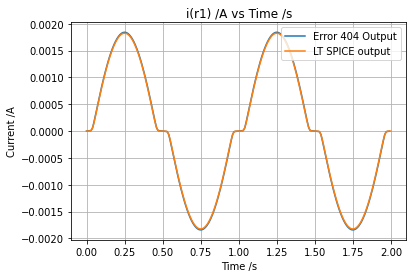 i(r1) /A vs Time /s
Error 404 Output
LT SPICE output
Current /A
0.0020
0.0015
0.0010
0.0005
0.0000
−0.0005
−0.0010
−0.0015
−0.0020
0.00 0.25 0.50 0.75 1.00 1.25 1.50 1.75 2.00
Time /s